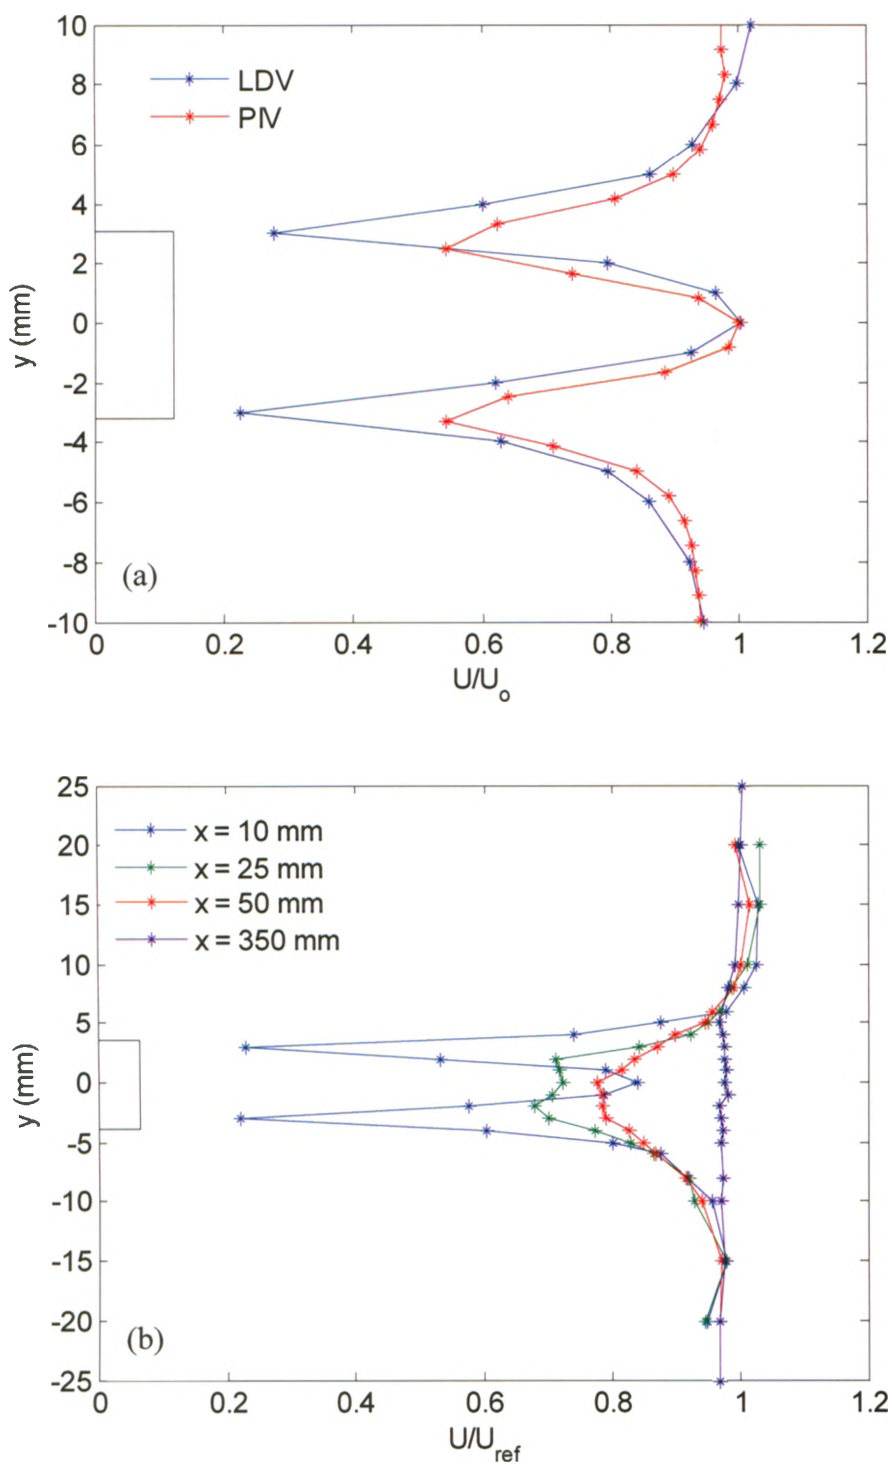 10
8
6
4
2
0
-2
-4
-6
-8
-10
y (mm)
LDV
PIV
(a)
0 0.2 0.4 0.6 0.8 1 1.2
U/Uo
25
20
15
10
5
0
-5
-10
-15
-20
-25
y (mm)
x = 10 mm
x = 25 mm
x = 50 mm
x = 350 mm
(b)
0 0.2 0.4 0.6 0.8 1 1.2
U/Uref